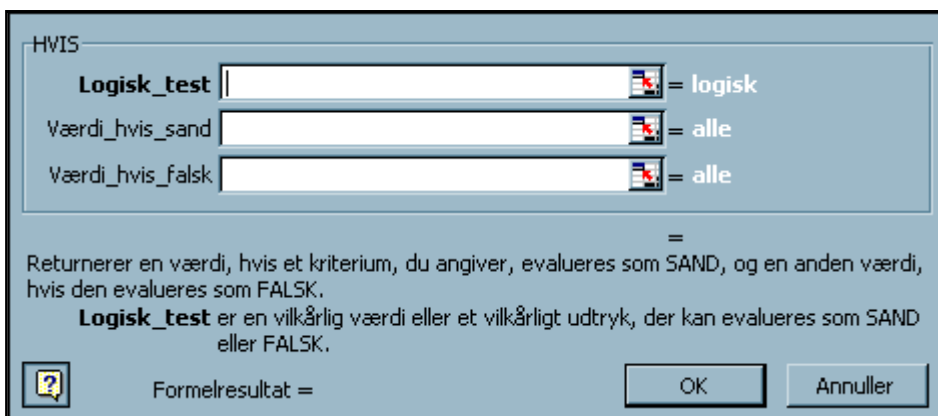 HVIS
Logisk_test = logisk
Værdi_hvis_sand = alle
Værdi_hvis_falsk = alle
=
Returnerer en værdi, hvis et kriterium, du angiver, evalueres som SAND, og en anden værdi,
hvis den evalueres som FALSK.
Logisk_test er en vilkårlig værdi eller et vilkårligt udtryk, der kan evalueres som SAND
eller FALSK.
? Formelresultat = OK Annuller